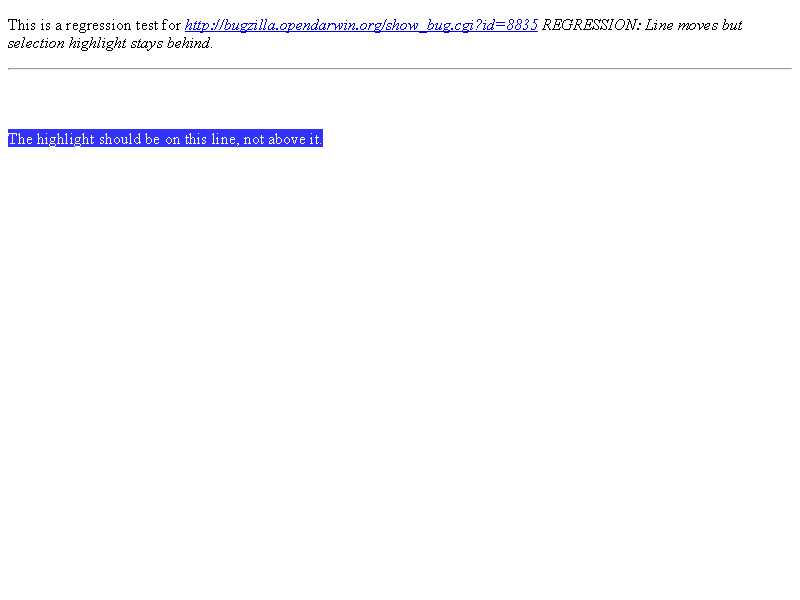 This is a regression test for http://bugzilla.opendarwin.org/show_bug.cgi?id=8835 REGRESSION: Line moves but
selection highlight stays behind.
The highlight should be on this line, not above it.